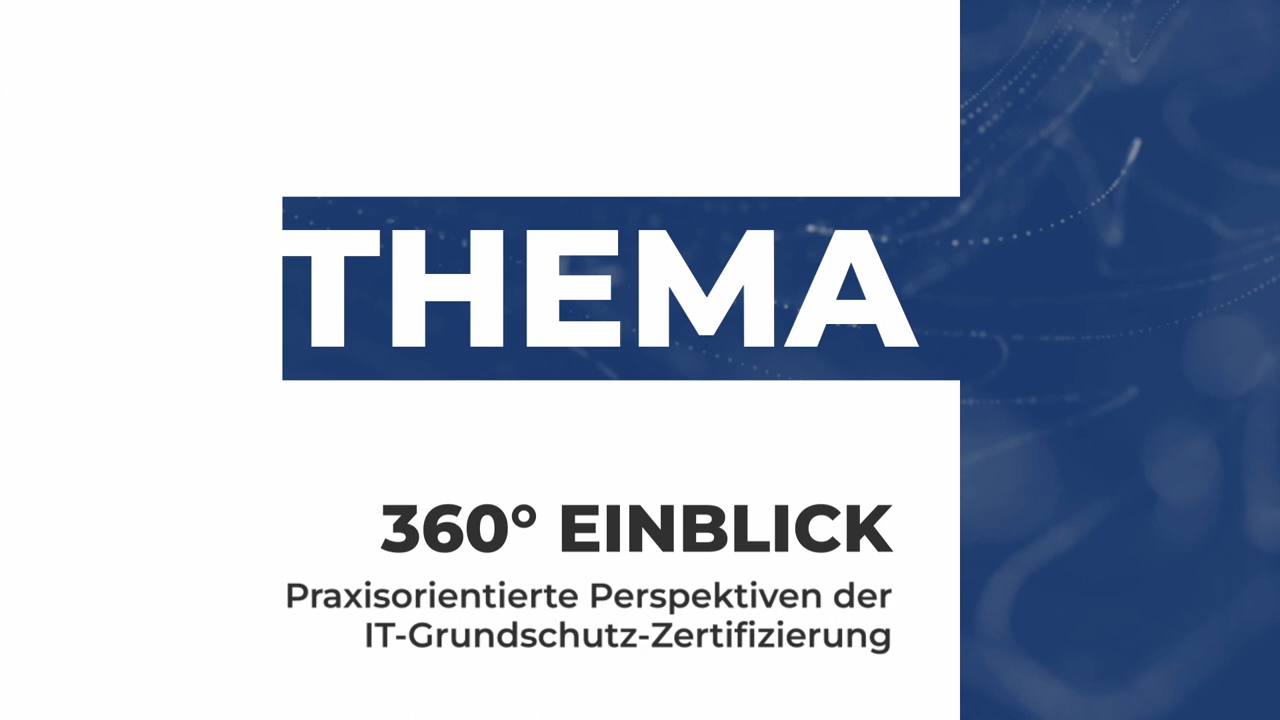 THEMA
360° EINBLICK
Praxisorientierte Perspektiven der
IT-Grundschutz-Zertifizierung